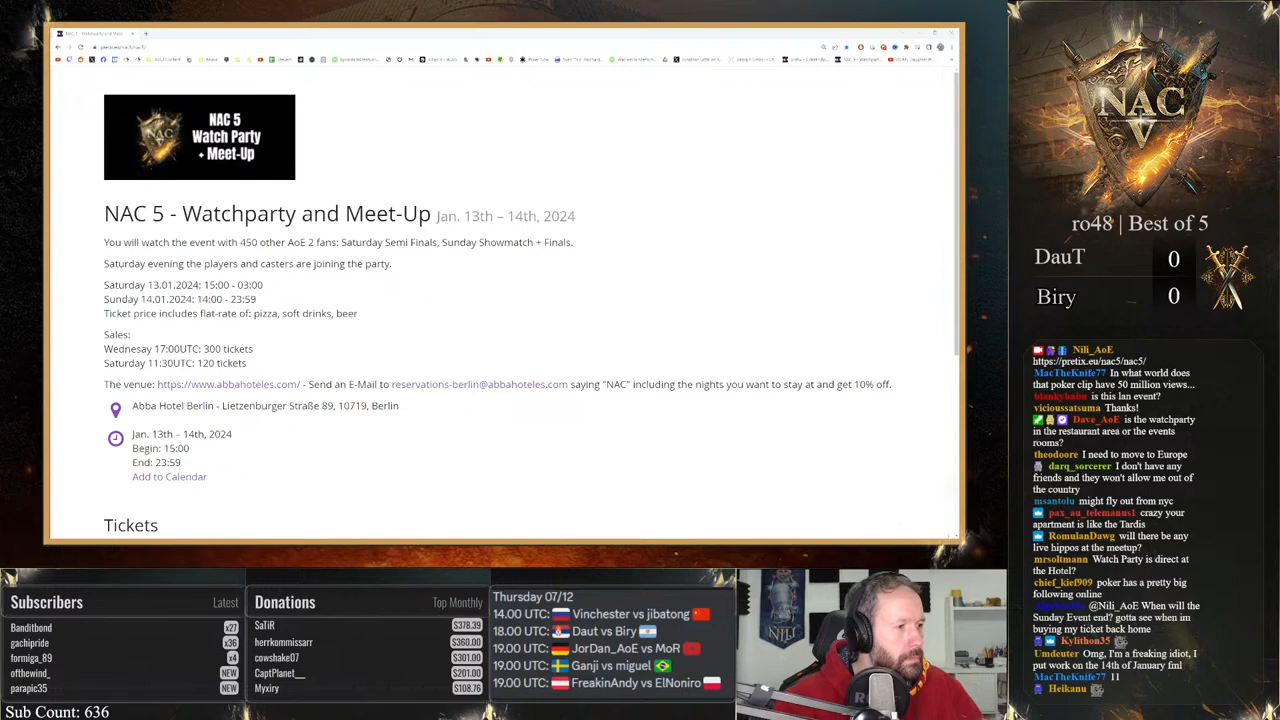 pretix.eu/nac5/nac5/
NAC 5
Watch Party
+ Meet-Up
NAC 5 - Watchparty and Meet-Up Jan. 13th – 14th, 2024
You will watch the event with 450 other AoE 2 fans: Saturday Semi Finals, Sunday Showmatch + Finals.
Saturday evening the players and casters are joining the party.
Saturday 13.01.2024: 15:00 - 03:00
Sunday 14.01.2024: 14:00 - 23:59
Ticket price includes flat-rate of: pizza, soft drinks, beer
Sales:
Wednesay 17:00UTC: 300 tickets
Saturday 11:30UTC: 120 tickets
The venue: https://www.abbahoteles.com/ - Send an E-Mail to reservations-berlin@abbahoteles.com saying "NAC" including the nights you want to stay at and get 10% off.
Abba Hotel Berlin - Lietzenburger Straße 89, 10719, Berlin
Jan. 13th – 14th, 2024
Begin: 15:00
End: 23:59
Add to Calendar
Tickets
NAC
V
ro48 | Best of 5
DauT 0
Biry 0
Nili_AoE
https://pretix.eu/nac5/nac5/
MacTheKnife77 In what world does
that poker clip have 50 million views...
blankybabu is this lan event?
vicioussatsuma Thanks!
Dave_AoE is the watchparty
in the restaurant area or the events
rooms?
theodoore I need to move to Europe
darq_sorcerer I don't have any
friends and they won't allow me out of
the country
msantolu might fly out from nyc
pax_au_telemanus1 crazy your
apartment is like the Tardis
RomulanDawg will there be any
live hippos at the meetup?
mrsoltmann Watch Party is direct at
the Hotel?
chief_kief909 poker has a pretty big
following online
@Nili_AoE When will the
Sunday Event end? gotta see when im
buying my ticket back home
Kylithon35
Umdeuter Omg, I'm a freaking idiot, I
put work on the 14th of January fml
MacTheKnife77 11
Heikanu
Subscribers Latest
Banditbond x27
gachipride x36
formiga_89 x4
ofthewind_ NEW
parapic35 NEW
Sub Count: 636
Donations Top Monthly
SaTiR $378.39
herrkommissarr $360.00
cowshake07 $301.00
CaptPlanet__ $201.00
Myxiry $108.76
Thursday 07/12
14.00 UTC: Vinchester vs jibatong
18.00 UTC: Daut vs Biry
19.00 UTC: JorDan_AoE vs MoR
19.00 UTC: Ganji vs miguel
19.00 UTC: FreakinAndy vs ElNoniro
NILI